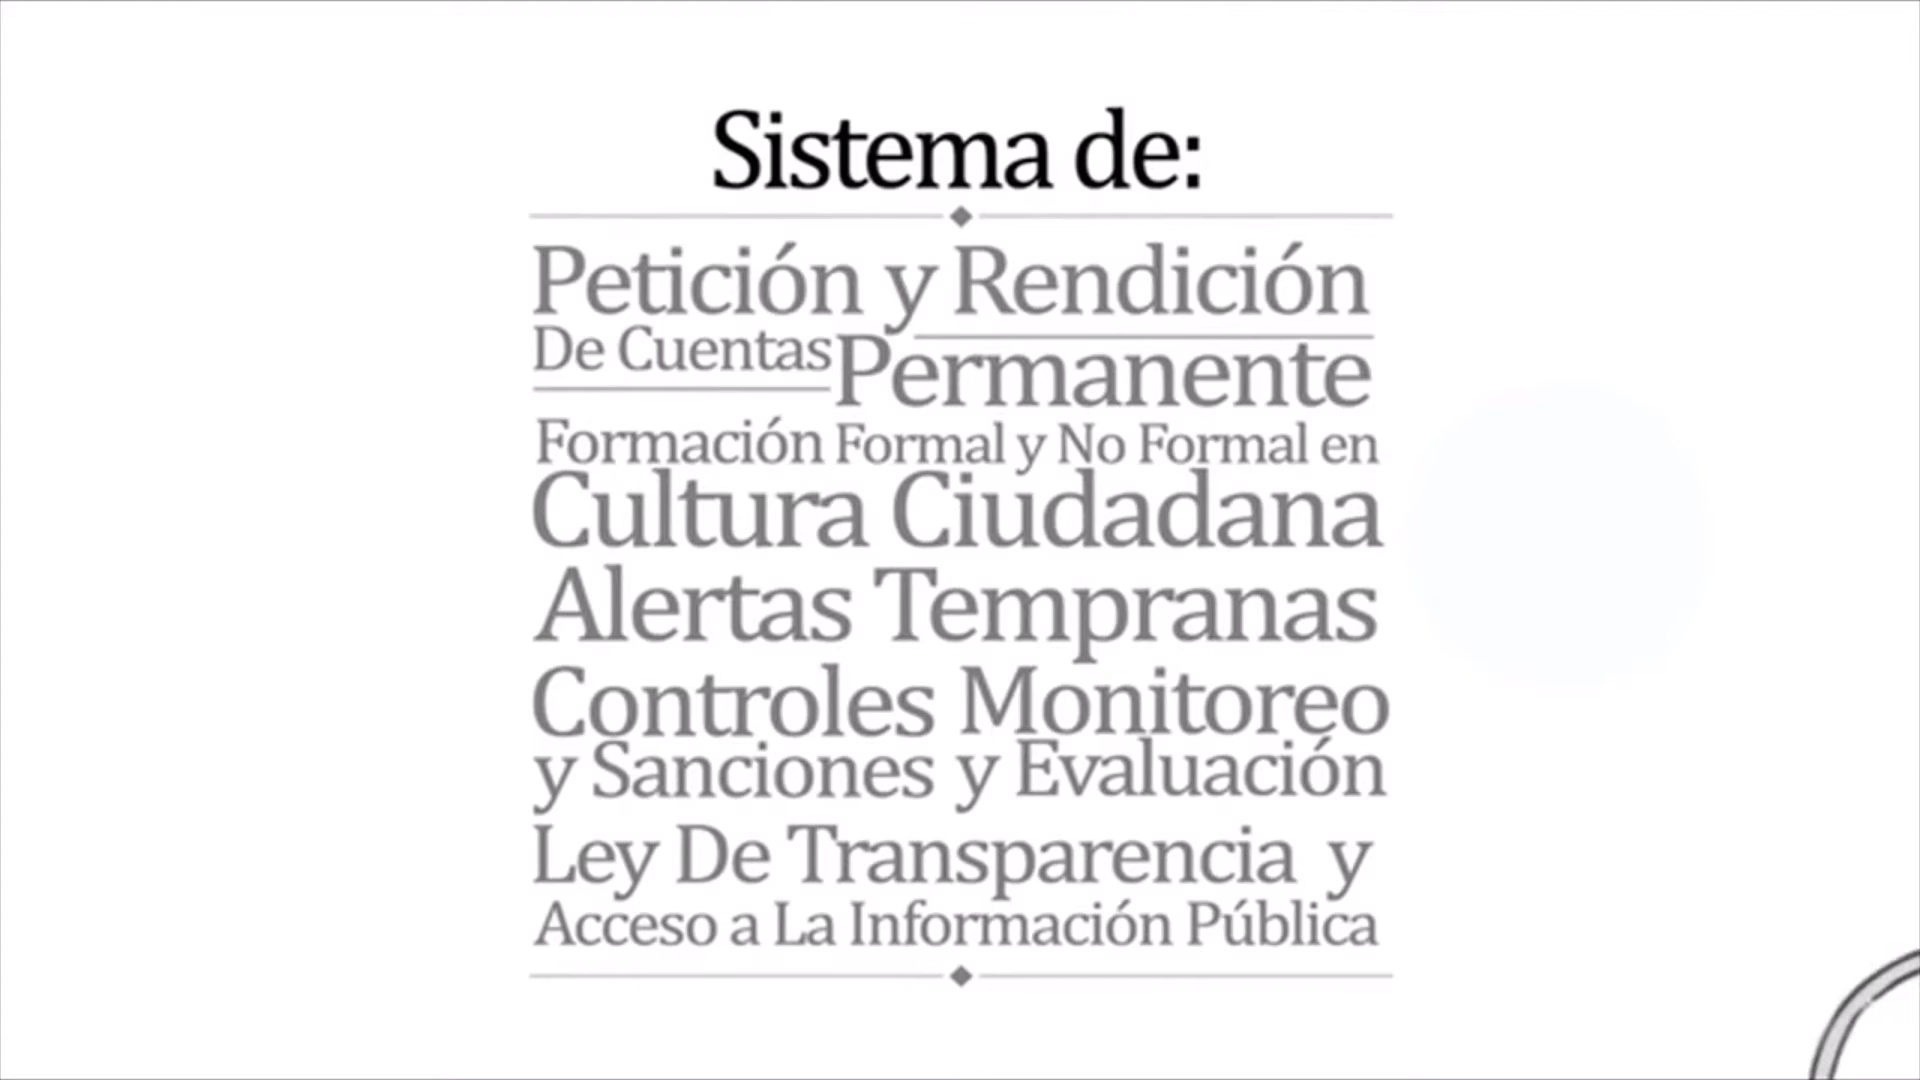 Sistema de:
Petición y Rendición
De Cuentas Permanente
Formación Formal y No Formal en
Cultura Ciudadana
Alertas Tempranas
Controles Monitoreo
y Sanciones y Evaluación
Ley De Transparencia y
Acceso a La Información Pública